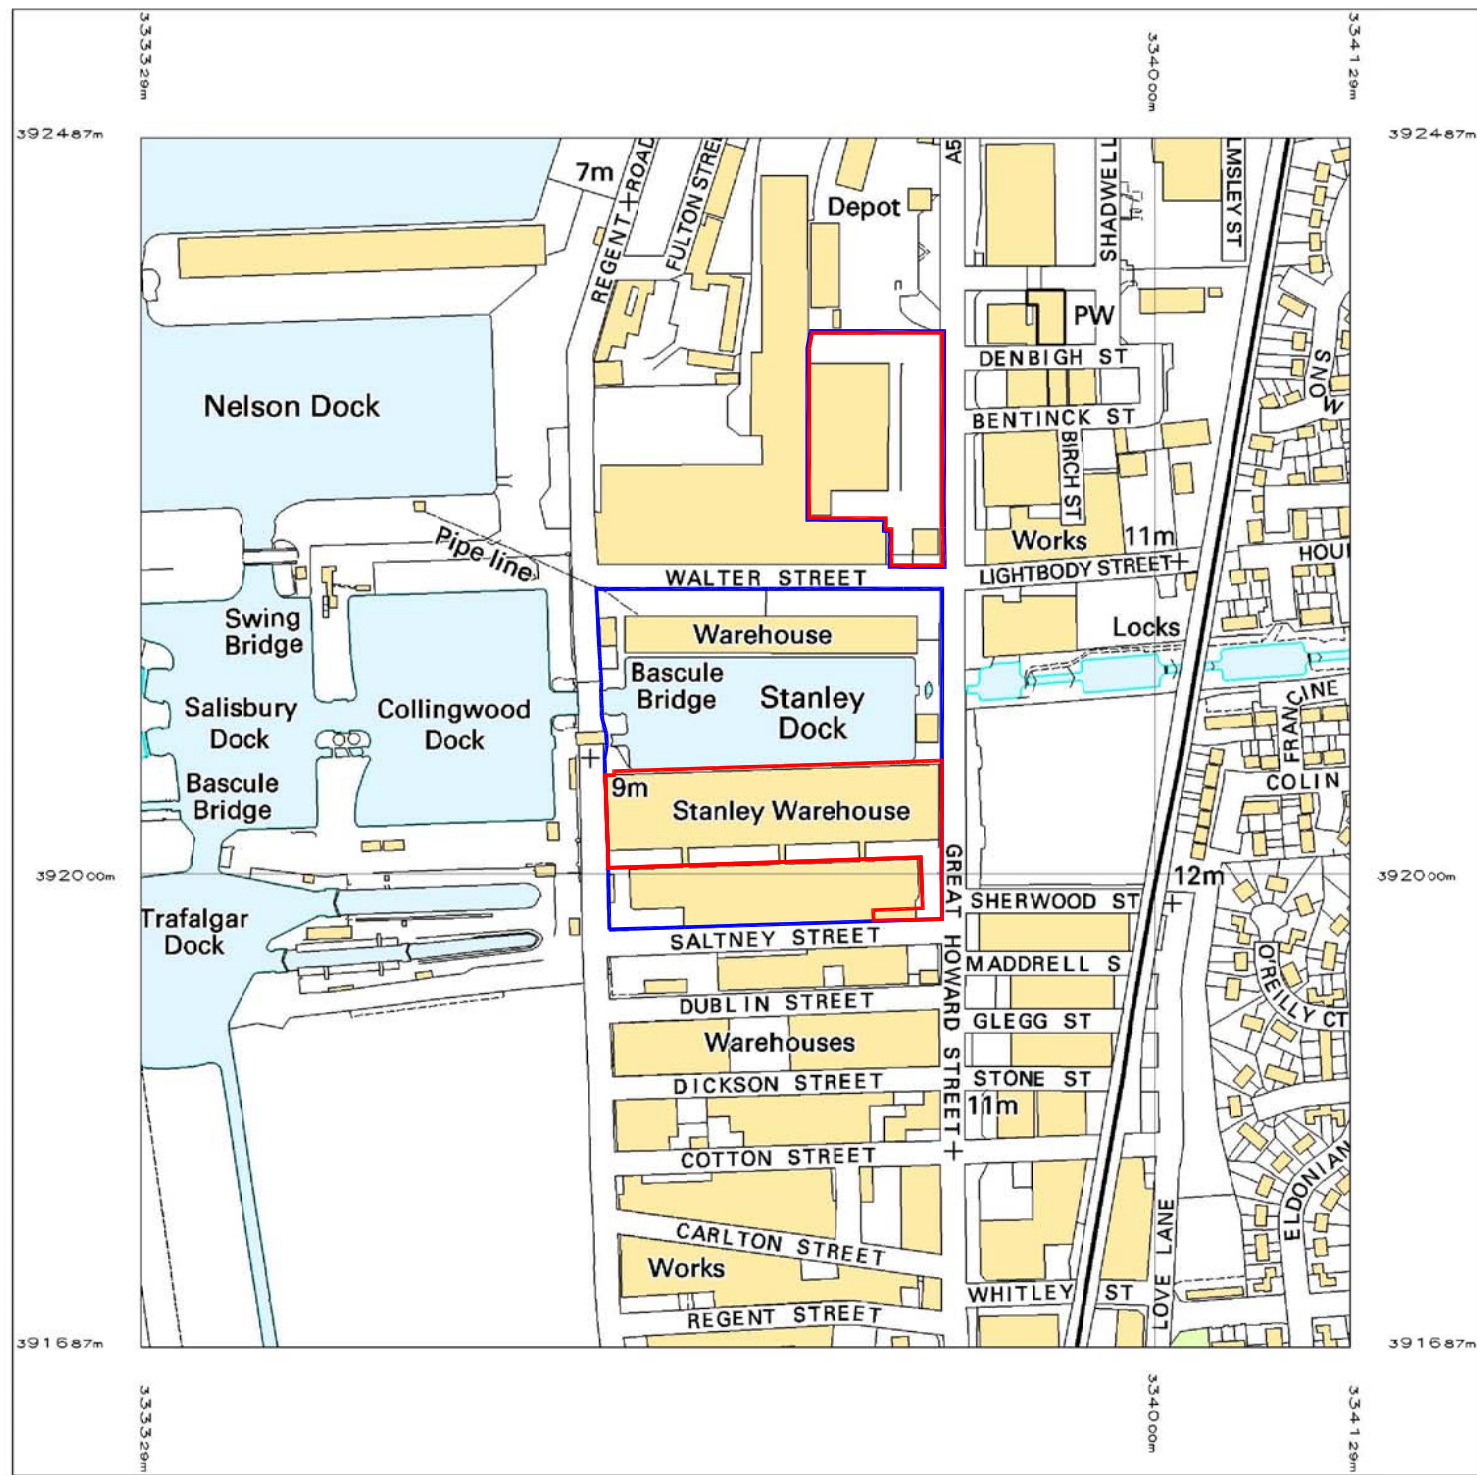 333329m
33400om
334129m
392487m
392487m
7m
REGENT ROAD
FULTON STREE
Depot
A5
SHADWELL
LMSLEY ST
PW
DENBIGH ST
SNOW
Nelson Dock
BENTINCK ST
BIRCH ST
Pipe line
Works
11m
HOU
WALTER STREET
LIGHTBODY STREET
Swing
Bridge
Warehouse
Locks
Bascule
Bridge
Stanley
Dock
Salisbury
Dock
Collingwood
Dock
FRANCINE
Bascule
Bridge
9m
COLIN
Stanley Warehouse
392000m
12m
392000m
GREAT HOWARD STREET
SHERWOOD ST
Trafalgar
Dock
SALTNEY STREET
MADDRELL S
O'REILLY CT
DUBLIN STREET
GLEGG ST
Warehouses
DICKSON STREET
STONE ST
11m
COTTON STREET
ELDONIAN
CARLTON STREET
LOVE LANE
Works
WHITLEY ST
REGENT STREET
391687m
391687m
333329m
334000m
334129m